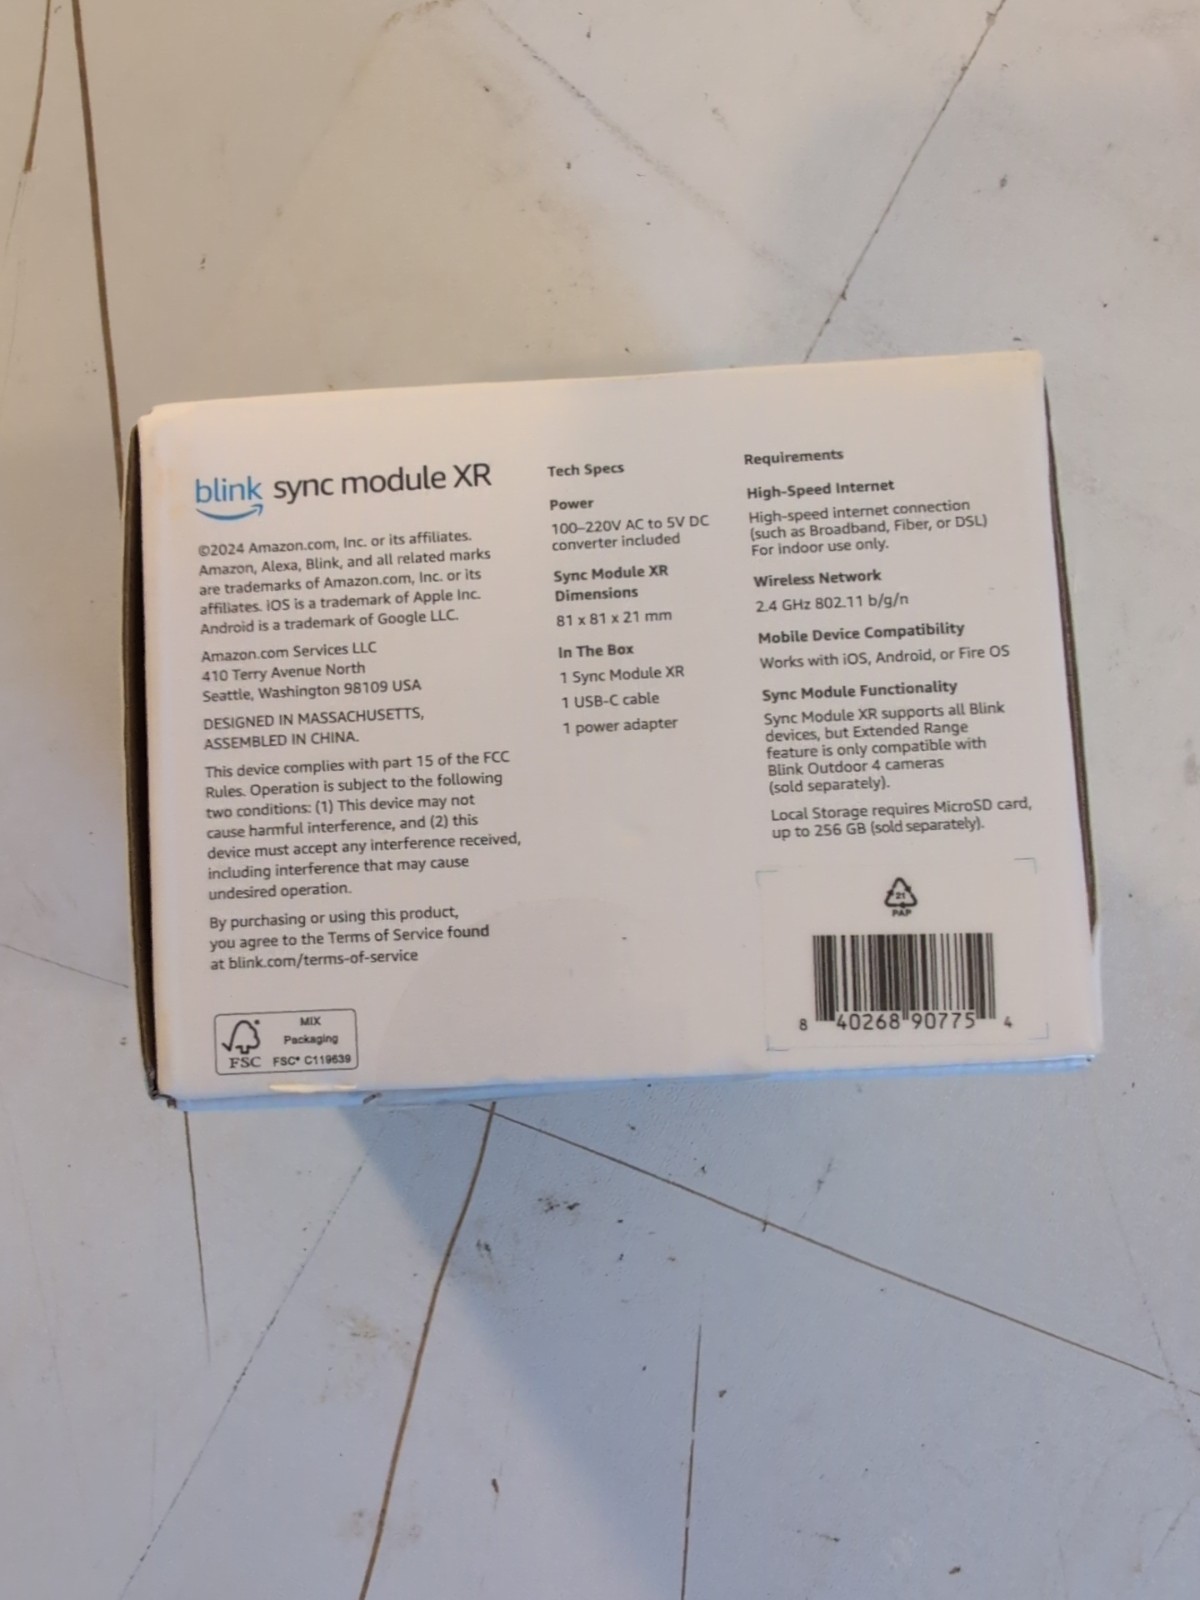 blink sync module XR
©2024 Amazon.com, Inc. or its affiliates.
Amazon, Alexa, Blink, and all related marks
are trademarks of Amazon.com, Inc. or its
affiliates. iOS is a trademark of Apple Inc.
Android is a trademark of Google LLC.
Amazon.com Services LLC
410 Terry Avenue North
Seattle, Washington 98109 USA
DESIGNED IN MASSACHUSETTS,
ASSEMBLED IN CHINA.
This device complies with part 15 of the FCC
Rules. Operation is subject to the following
two conditions: (1) This device may not
cause harmful interference, and (2) this
device must accept any interference received,
including interference that may cause
undesired operation.
By purchasing or using this product,
you agree to the Terms of Service found
at blink.com/terms-of-service
MIX
Packaging
FSC FSC® C119639
Tech Specs
Power
100–220V AC to 5V DC
converter included
Sync Module XR
Dimensions
81 x 81 x 21 mm
In The Box
1 Sync Module XR
1 USB-C cable
1 power adapter
Requirements
High-Speed Internet
High-speed internet connection
(such as Broadband, Fiber, or DSL)
For indoor use only.
Wireless Network
2.4 GHz 802.11 b/g/n
Mobile Device Compatibility
Works with iOS, Android, or Fire OS
Sync Module Functionality
Sync Module XR supports all Blink
devices, but Extended Range
feature is only compatible with
Blink Outdoor 4 cameras
(sold separately).
Local Storage requires MicroSD card,
up to 256 GB (sold separately).
21
PAP
8 40268 90775 4